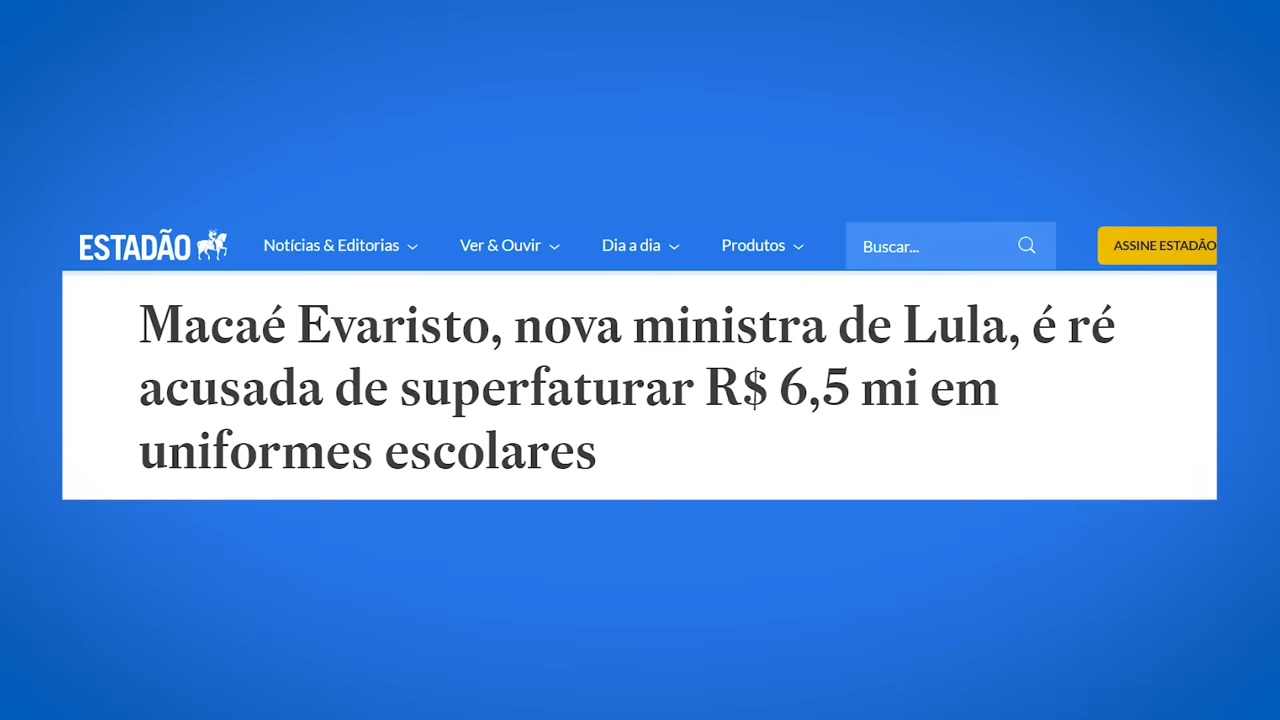 ESTADÃO Notícias & Editorias Ver & Ouvir Dia a dia Produtos Buscar... ASSINE ESTADÃO
Macaé Evaristo, nova ministra de Lula, é ré
acusada de superfaturar R$ 6,5 mi em
uniformes escolares